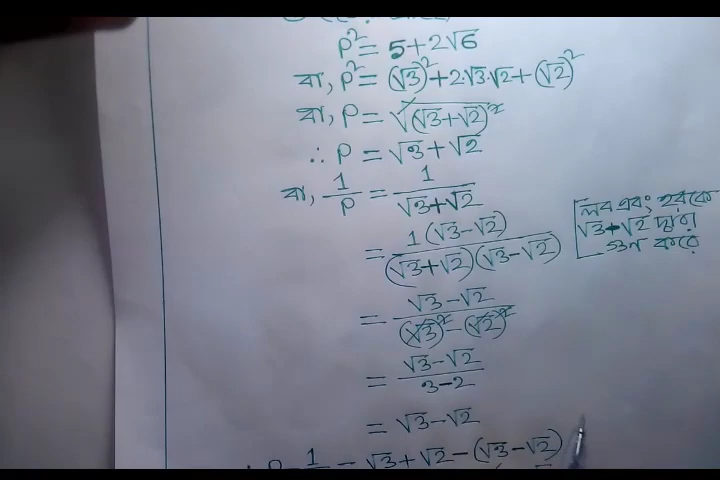 p² = 5+2√6
বা, p² = (√3)²+2·√3·√2+(√2)²
বা, p = √(√3+√2)²
∴ p = √3+√2
বা, 1/p = 1/(√3+√2)
= 1(√3-√2)/(√3+√2)(√3-√2) [লব এবং হরকে √3-√2 দ্বারা গুন করে
= (√3-√2)/((√3)²-(√2)²)
= (√3-√2)/(3-2)
= √3-√2
1 = √3+√2-(√3-√2)